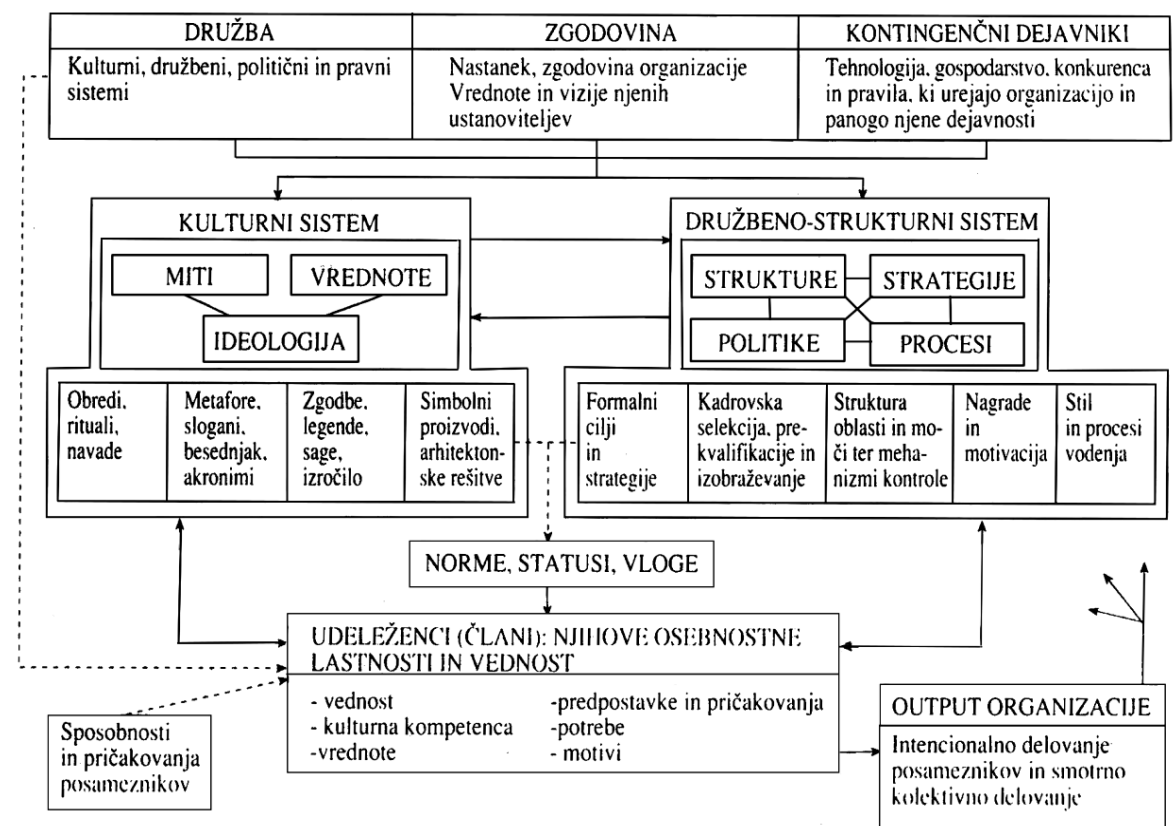 DRUŽBA
Kulturni, družbeni, politični in pravni
sistemi
ZGODOVINA
Nastanek, zgodovina organizacije
Vrednote in vizije njenih
ustanoviteljev
KONTINGENČNI DEJAVNIKI
Tehnologija, gospodarstvo, konkurenca
in pravila, ki urejajo organizacijo in
panogo njene dejavnosti
KULTURNI SISTEM
MITI
VREDNOTE
IDEOLOGIJA
Obredi,
rituali,
navade
Metafore,
slogani,
besednjak,
akronimi
Zgodbe,
legende,
sage,
izročilo
Simbolni
proizvodi,
arhitekton-
ske rešitve
DRUŽBENO-STRUKTURNI SISTEM
STRUKTURE
STRATEGIJE
POLITIKE
PROCESI
Formalni
cilji
in
strategije
Kadrovska
selekcija, pre-
kvalifikacije in
izobraževanje
Struktura
oblasti in mo-
či ter meha-
nizmi kontrole
Nagrade
in
motivacija
Stil
in procesi
vodenja
NORME, STATUSI, VLOGE
UDELEŽENCI (ČLANI): NJIHOVE OSEBNOSTNE
LASTNOSTI IN VEDNOST
- vednost
- kulturna kompetenca
-vrednote
-predpostavke in pričakovanja
-potrebe
- motivi
Sposobnosti
in pričakovanja
posameznikov
OUTPUT ORGANIZACIJE
Intencionalno delovanje
posameznikov in smotrno
kolektivno delovanje